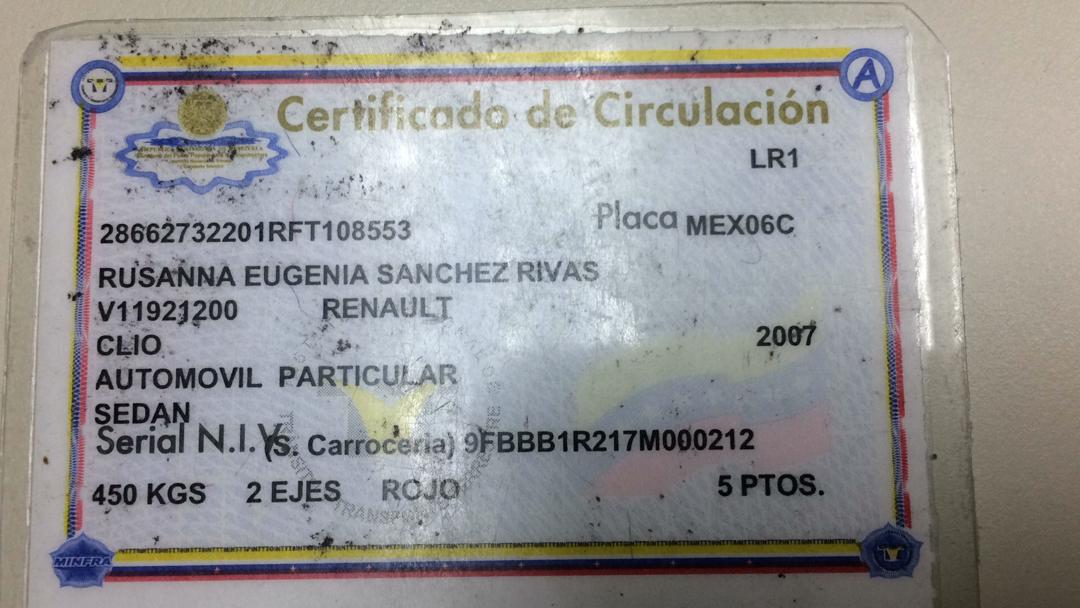 Certificado de Circulación
A
LR1
28662732201RFT108553
Placa MEX06C
RUSANNA EUGENIA SANCHEZ RIVAS
V11921200 RENAULT
CLIO 2007
AUTOMOVIL PARTICULAR
SEDAN
Serial N.I.V. (S. Carroceria) 9FBBB1R217M000212
450 KGS 2 EJES ROJO 5 PTOS.
MINFRA